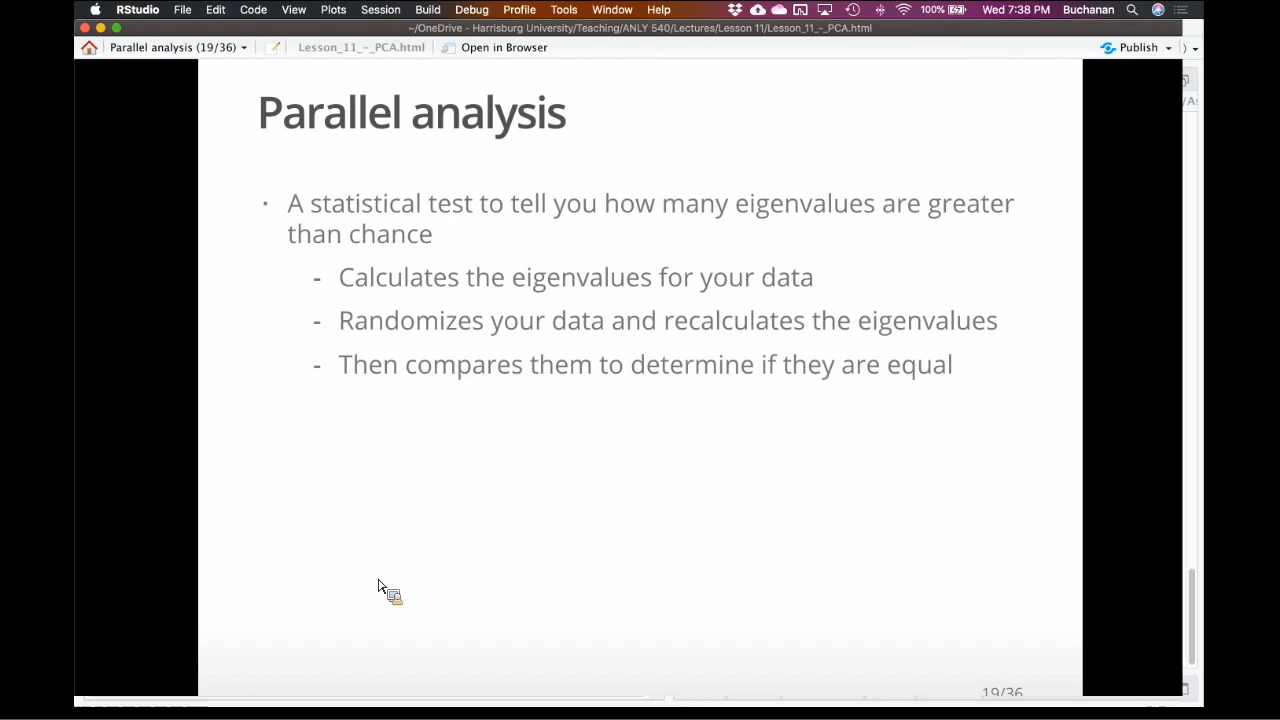 RStudio File Edit Code View Plots Session Build Debug Profile Tools Window Help 100% Wed 7:38 PM Buchanan
~/OneDrive - Harrisburg University/Teaching/ANLY 540/Lectures/Lesson 11/Lesson_11_-_PCA.html
Parallel analysis (19/36) Lesson_11_-_PCA.html Open in Browser Publish
Parallel analysis
• A statistical test to tell you how many eigenvalues are greater
than chance
- Calculates the eigenvalues for your data
- Randomizes your data and recalculates the eigenvalues
- Then compares them to determine if they are equal
19/36